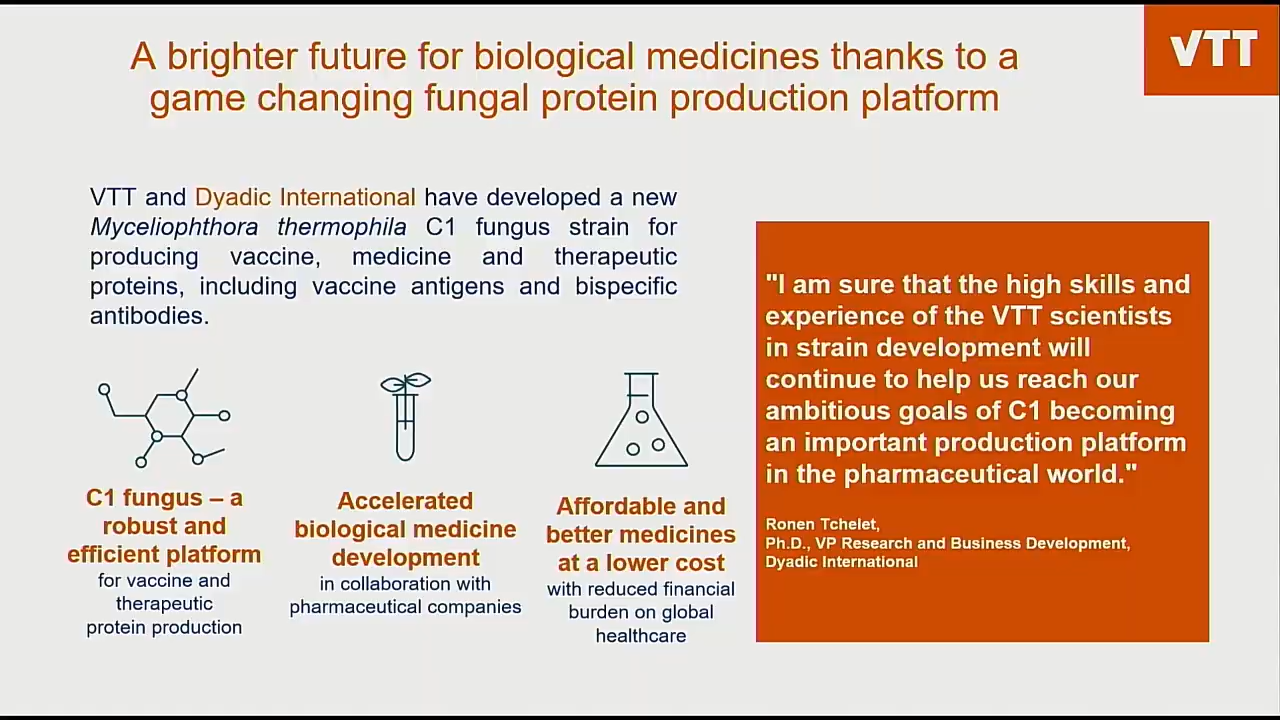 A brighter future for biological medicines thanks to a
game changing fungal protein production platform
VTT
VTT and Dyadic International have developed a new
Myceliophthora thermophila C1 fungus strain for
producing vaccine, medicine and therapeutic
proteins, including vaccine antigens and bispecific
antibodies.
C1 fungus – a
robust and
efficient platform
for vaccine and
therapeutic
protein production
Accelerated
biological medicine
development
in collaboration with
pharmaceutical companies
Affordable and
better medicines
at a lower cost
with reduced financial
burden on global
healthcare
"I am sure that the high skills and
experience of the VTT scientists
in strain development will
continue to help us reach our
ambitious goals of C1 becoming
an important production platform
in the pharmaceutical world."
Ronen Tchelet,
Ph.D., VP Research and Business Development,
Dyadic International